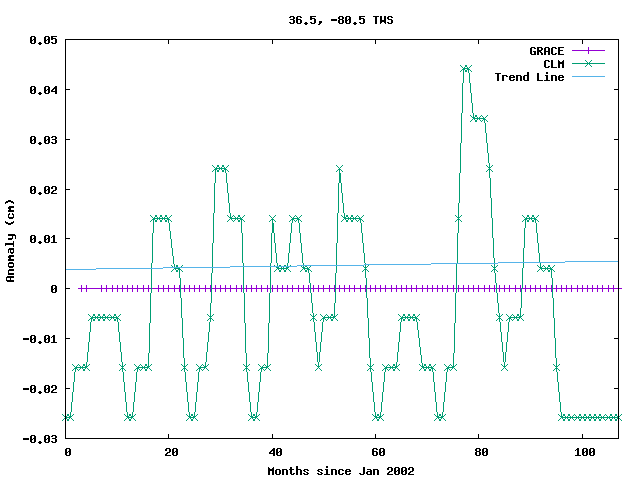 36.5, -80.5 TWS
GRACE
CLM
Trend Line
0.05
0.04
0.03
0.02
0.01
0
-0.01
-0.02
-0.03
Anomaly (cm)
0 20 40 60 80 100
Months since Jan 2002